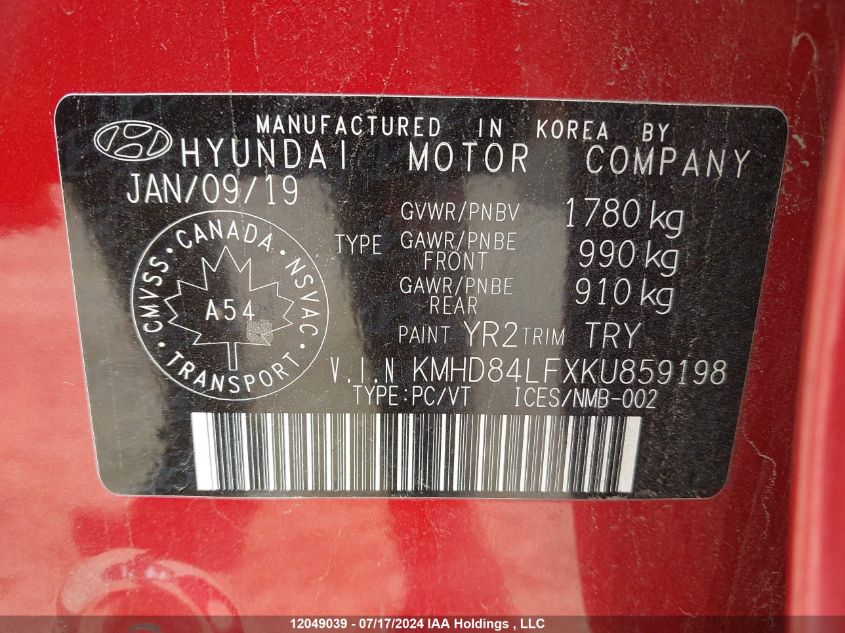 MANUFACTURED IN KOREA BY
HYUNDAI MOTOR COMPANY
JAN/09/19
GVWR/PNBV 1780 kg
TYPE GAWR/PNBE FRONT 990 kg
GAWR/PNBE REAR 910 kg
CMVSS · CANADA · NSVAC · TRANSPORT ·
A54
PAINT YR2 TRIM TRY
V.I.N KMHD84LFXKU859198
TYPE:PC/VT ICES/NMB-002
12049039 - 07/17/2024 IAA Holdings , LLC